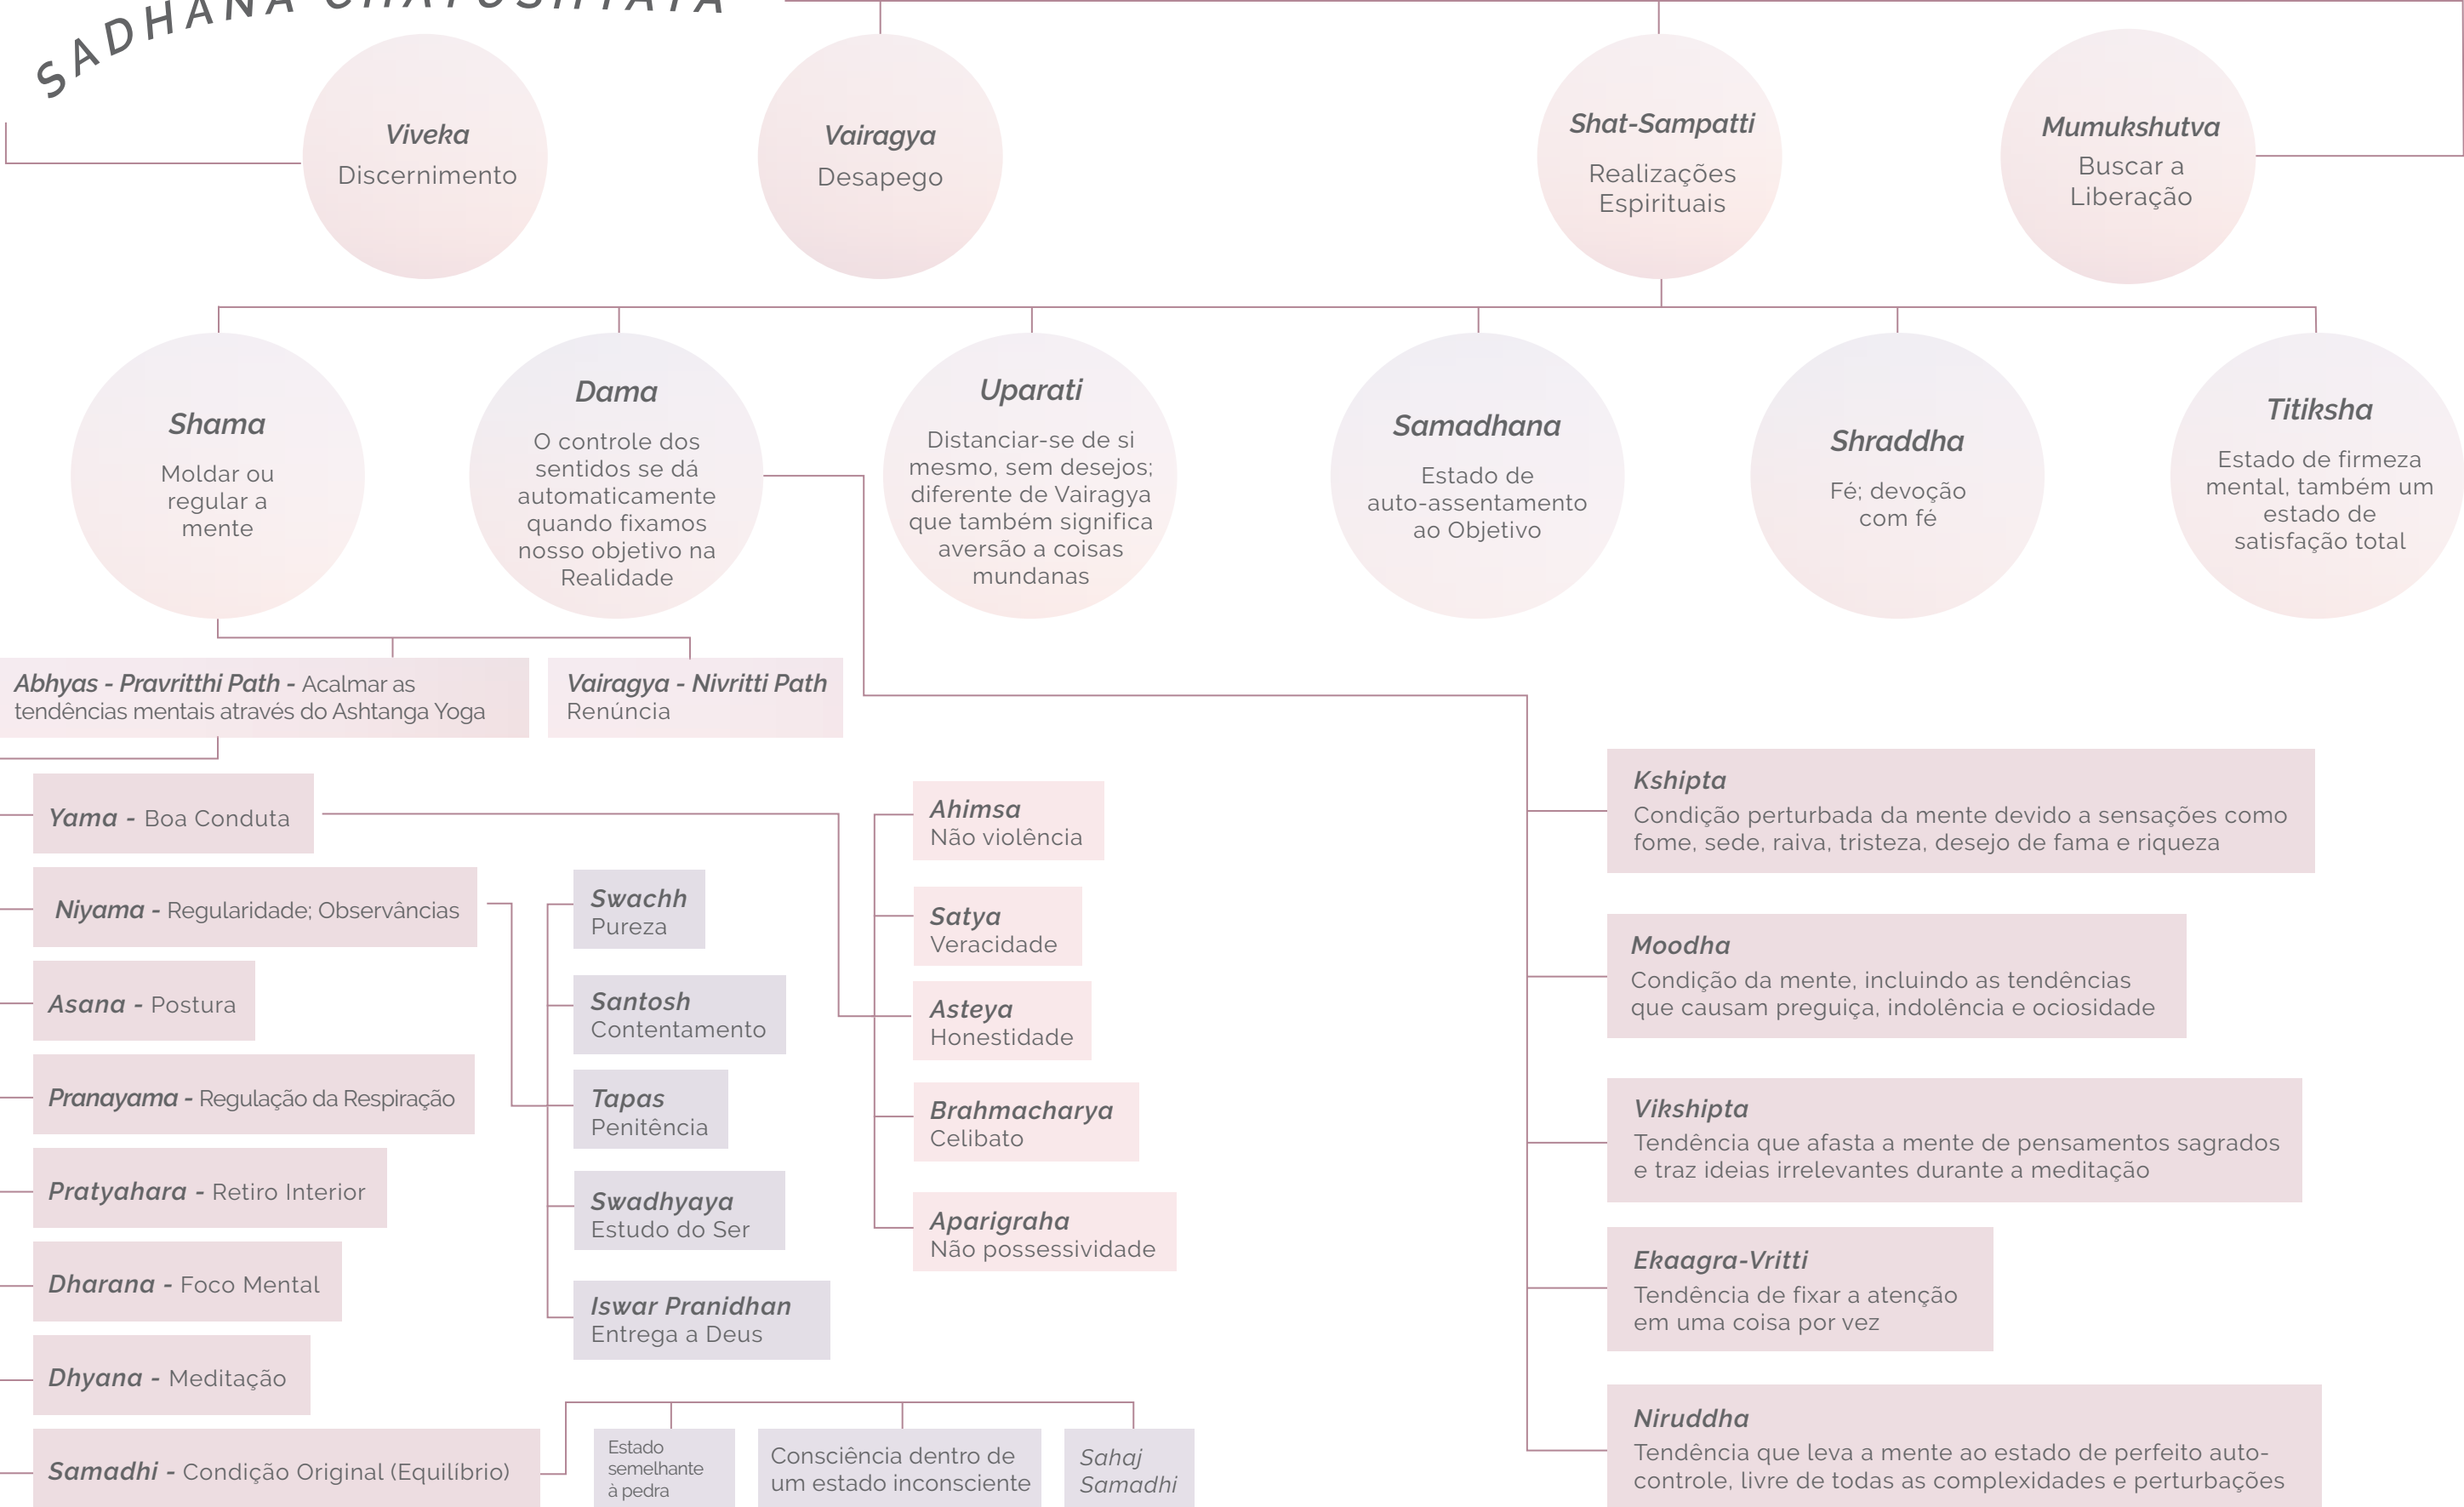 SADHANA CHATUSHTAYA
Viveka
Discernimento
Vairagya
Desapego
Shat-Sampatti
Realizações
Espirituais
Mumukshutva
Buscar a
Liberação
Shama
Moldar ou
regular a
mente
Dama
O controle dos
sentidos se dá
automaticamente
quando fixamos
nosso objetivo na
Realidade
Uparati
Distanciar-se de si
mesmo, sem desejos;
diferente de Vairagya
que também significa
aversão a coisas
mundanas
Samadhana
Estado de
auto-assentamento
ao Objetivo
Shraddha
Fé; devoção
com fé
Titiksha
Estado de firmeza
mental, também um
estado de
satisfação total
Abhyas - Pravritthi Path - Acalmar as
tendências mentais através do Ashtanga Yoga
Vairagya - Nivritti Path
Renúncia
Yama - Boa Conduta
Niyama - Regularidade; Observâncias
Asana - Postura
Pranayama - Regulação da Respiração
Pratyahara - Retiro Interior
Dharana - Foco Mental
Dhyana - Meditação
Samadhi - Condição Original (Equilíbrio)
Swachh
Pureza
Santosh
Contentamento
Tapas
Penitência
Swadhyaya
Estudo do Ser
Iswar Pranidhan
Entrega a Deus
Ahimsa
Não violência
Satya
Veracidade
Asteya
Honestidade
Brahmacharya
Celibato
Aparigraha
Não possessividade
Estado
semelhante
à pedra
Consciência dentro de
um estado inconsciente
Sahaj
Samadhi
Kshipta
Condição perturbada da mente devido a sensações como
fome, sede, raiva, tristeza, desejo de fama e riqueza
Moodha
Condição da mente, incluindo as tendências
que causam preguiça, indolência e ociosidade
Vikshipta
Tendência que afasta a mente de pensamentos sagrados
e traz ideias irrelevantes durante a meditação
Ekaagra-Vritti
Tendência de fixar a atenção
em uma coisa por vez
Niruddha
Tendência que leva a mente ao estado de perfeito auto-
controle, livre de todas as complexidades e perturbações